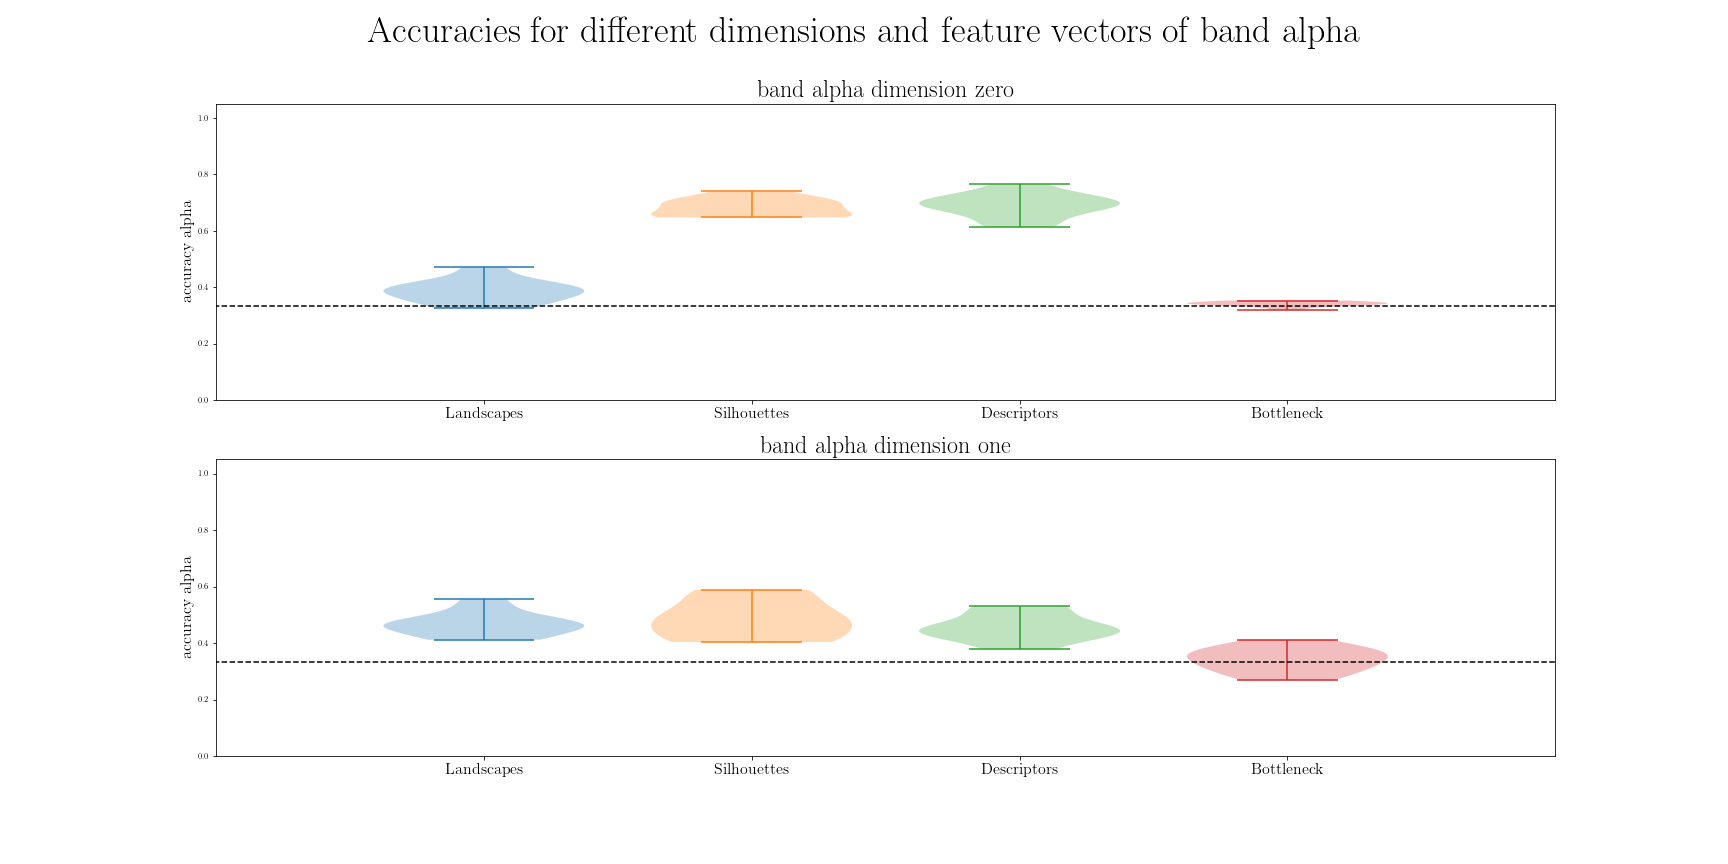 Accuracies for different dimensions and feature vectors of band alpha
band alpha dimension zero
1.0
0.8
0.6
0.4
0.2
0.0
accuracy alpha
Landscapes Silhouettes Descriptors Bottleneck
band alpha dimension one
1.0
0.8
0.6
0.4
0.2
0.0
accuracy alpha
Landscapes Silhouettes Descriptors Bottleneck